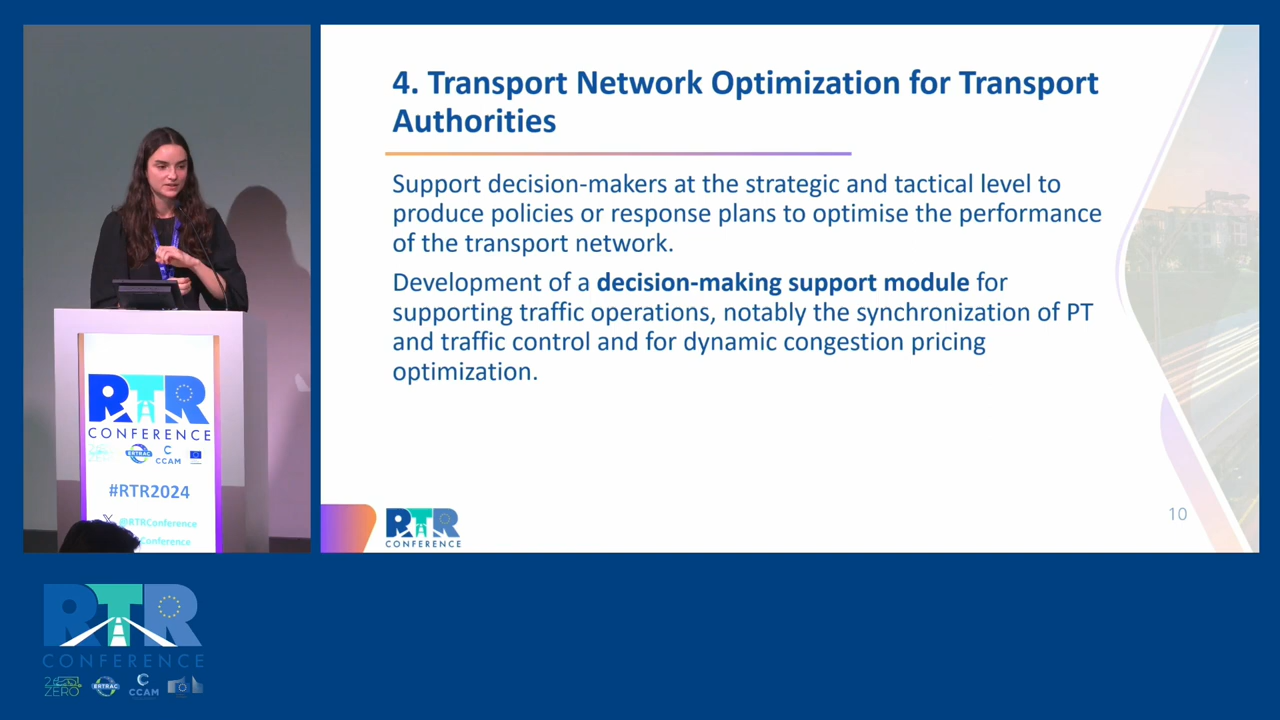 4. Transport Network Optimization for Transport
Authorities
Support decision-makers at the strategic and tactical level to
produce policies or response plans to optimise the performance
of the transport network.
Development of a decision-making support module for
supporting traffic operations, notably the synchronization of PT
and traffic control and for dynamic congestion pricing
optimization.
RTR
CONFERENCE
10
RTR
CONFERENCE
ERTRAC
CCAM
#RTR2024
@RTRConference
Conference
RTR
CONFERENCE
2ZERO
ERTRAC
CCAM